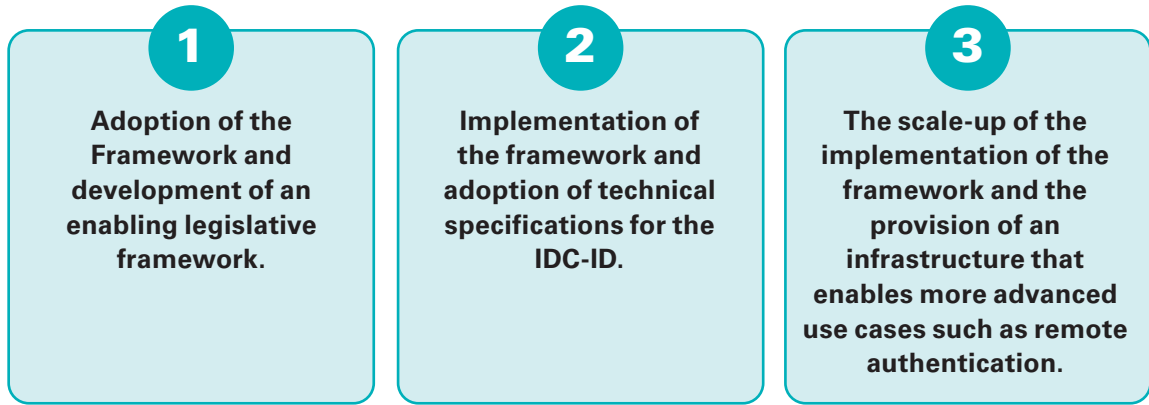 1
Adoption of the
Framework and
development of an
enabling legislative
framework.
2
Implementation of
the framework and
adoption of technical
specifications for the
IDC-ID.
3
The scale-up of the
implementation of the
framework and the
provision of an
infrastructure that
enables more advanced
use cases such as remote
authentication.